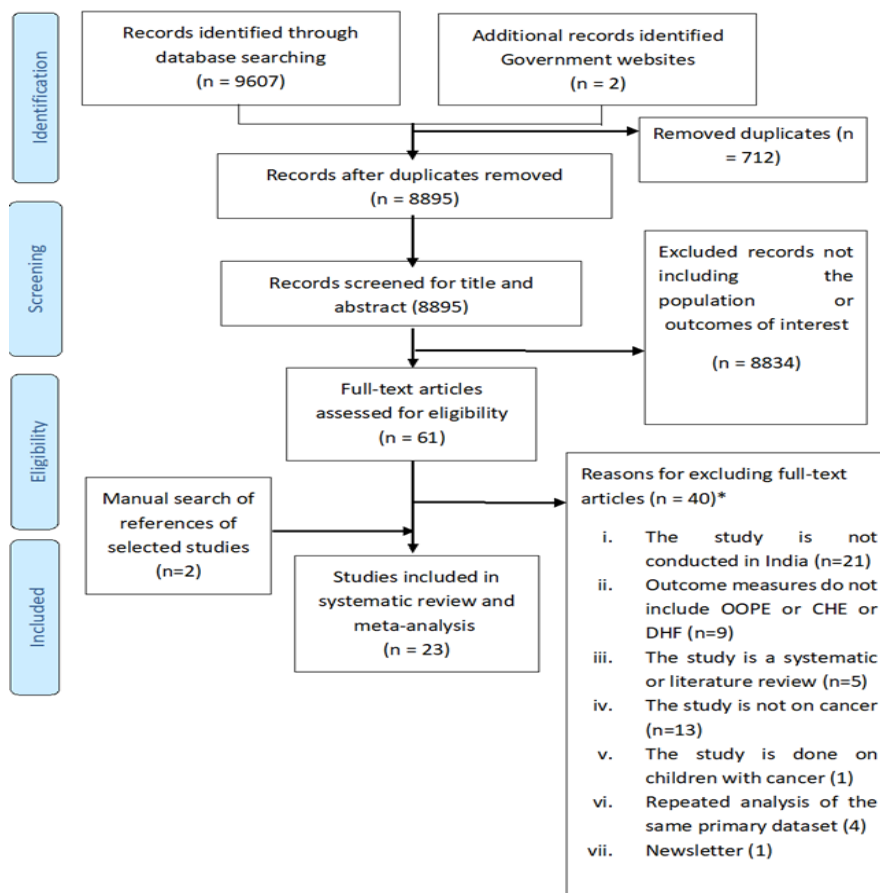 Identification
Records identified through
database searching
(n = 9607)
Additional records identified
Government websites
(n = 2)
Removed duplicates (n
= 712)
Records after duplicates removed
(n = 8895)
Screening
Records screened for title and
abstract (8895)
Excluded records not
including the
population or
outcomes of interest
(n = 8834)
Eligibility
Full-text articles
assessed for eligibility
(n = 61)
Manual search of
references of
selected studies
(n=2)
Reasons for excluding full-text
articles (n = 40)*
i. The study is not
conducted in India (n=21)
ii. Outcome measures do not
include OOPE or CHE or
DHF (n=9)
iii. The study is a systematic
or literature review (n=5)
iv. The study is not on cancer
(n=13)
v. The study is done on
children with cancer (1)
vi. Repeated analysis of the
same primary dataset (4)
vii. Newsletter (1)
Included
Studies included in
systematic review and
meta-analysis
(n = 23)